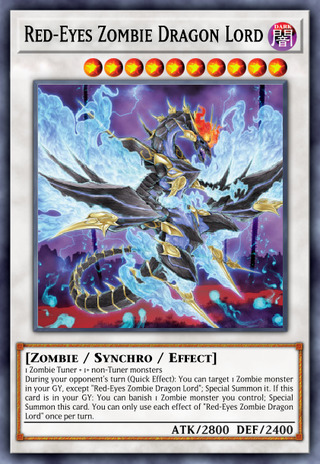 Red-Eyes Zombie Dragon Lord
DARK
闇
[Zombie / Synchro / Effect]
1 Zombie Tuner + 1+ non-Tuner monsters
During your opponent's turn (Quick Effect): You can target 1 Zombie monster
in your GY, except "Red-Eyes Zombie Dragon Lord"; Special Summon it. If this
card is in your GY: You can banish 1 Zombie monster you control; Special
Summon this card. You can only use each effect of "Red-Eyes Zombie Dragon
Lord" once per turn.
ATK/2800 DEF/2400